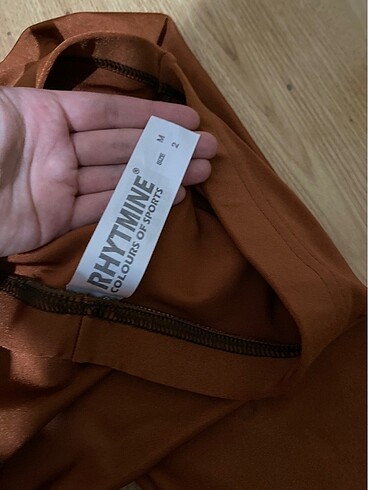 RHYTMINE®
COLOURS OF SPORTS
SIZE M
2